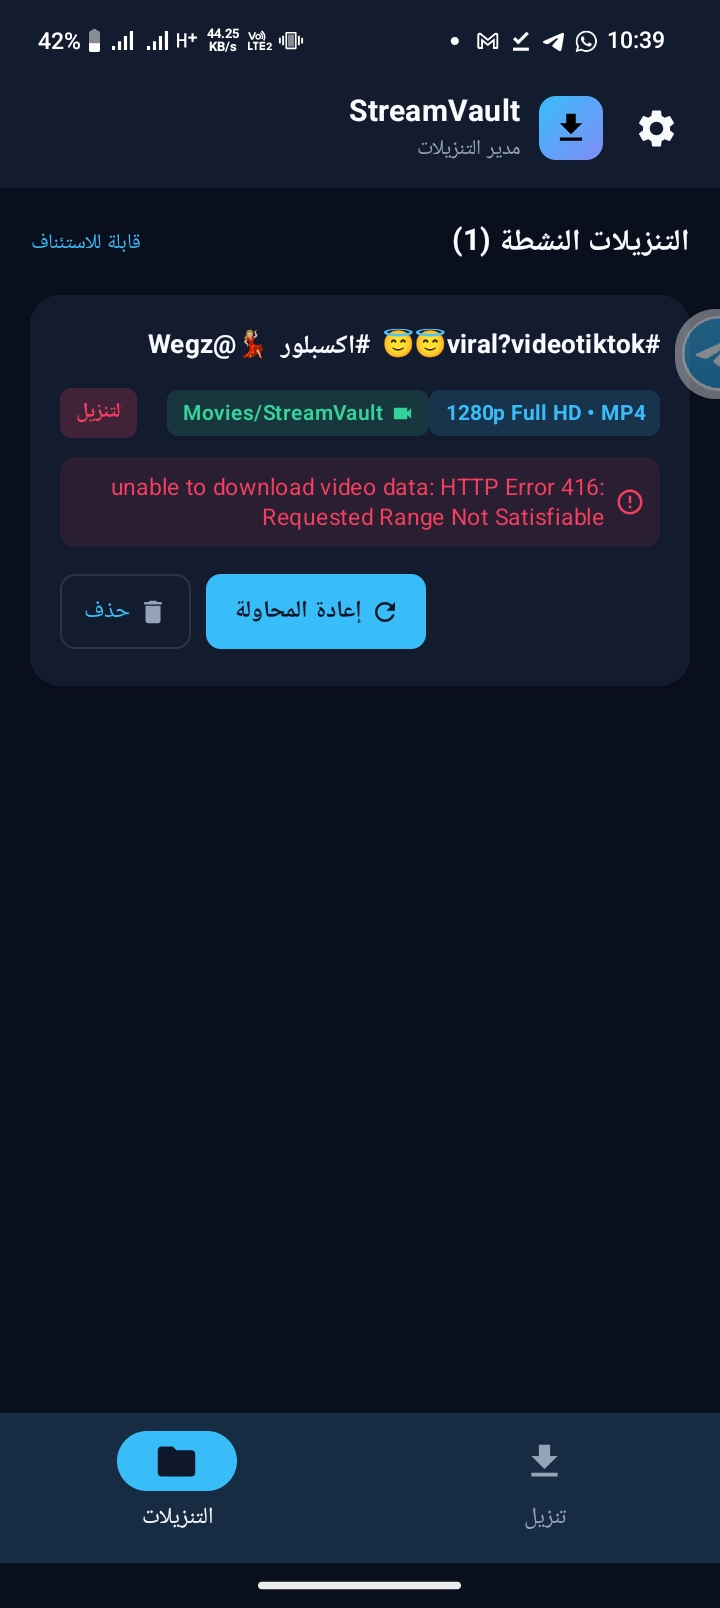 42%
H+
44.25
KB/s
Vo))
LTE2
10:39
StreamVault
مدير التنزيلات
التنزيلات النشطة (1)
قابلة للاستئناف
#viral?videotiktok😇😇 #اكسبلور 💃@Wegz
1280p Full HD • MP4
Movies/StreamVault
لتنزيل
unable to download video data: HTTP Error 416:
Requested Range Not Satisfiable
إعادة المحاولة
حذف
تنزيل
التنزيلات